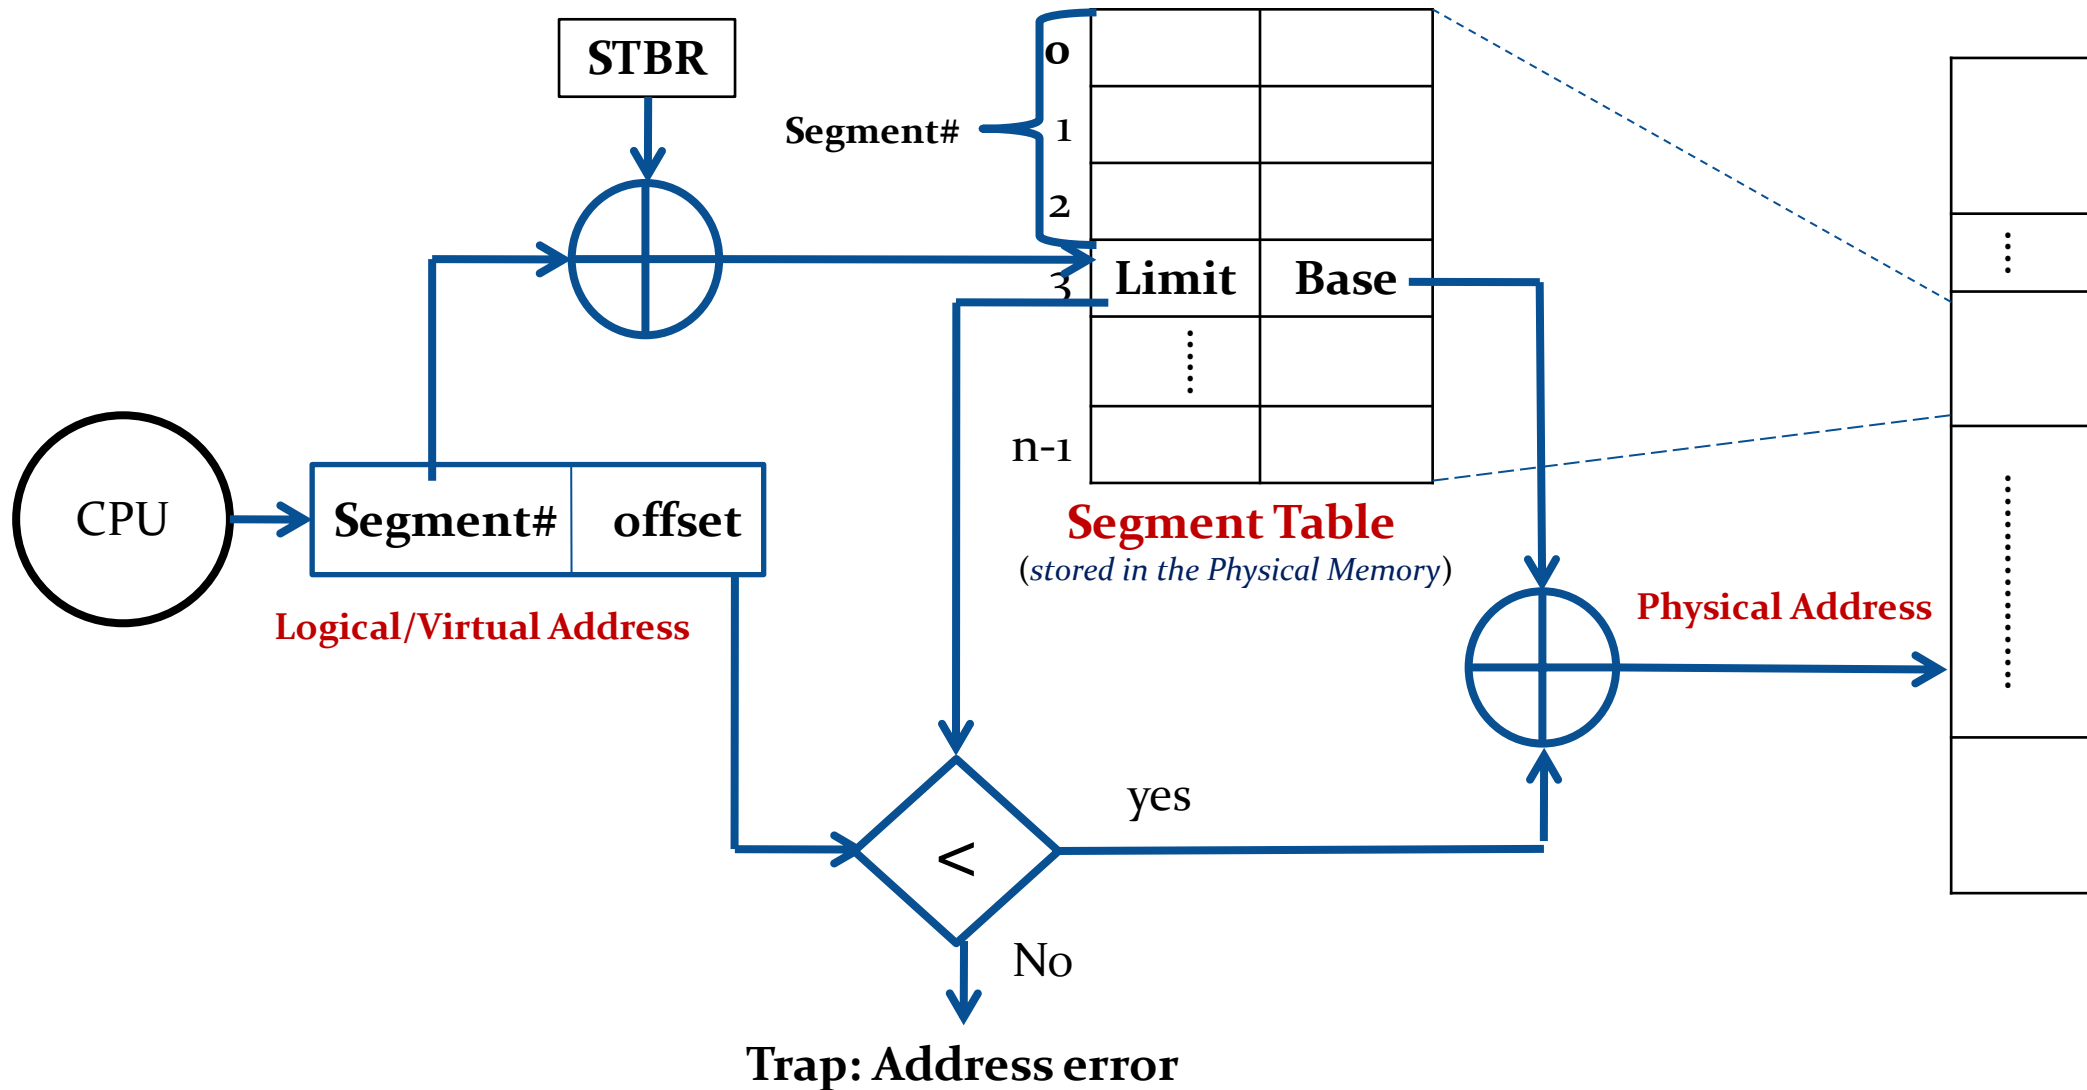 STBR
Segment#
0
1
2
3
Limit Base
n-1
CPU
Segment# offset
Segment Table
(stored in the Physical Memory)
Logical/Virtual Address
Physical Address
yes
<
No
Trap: Address error